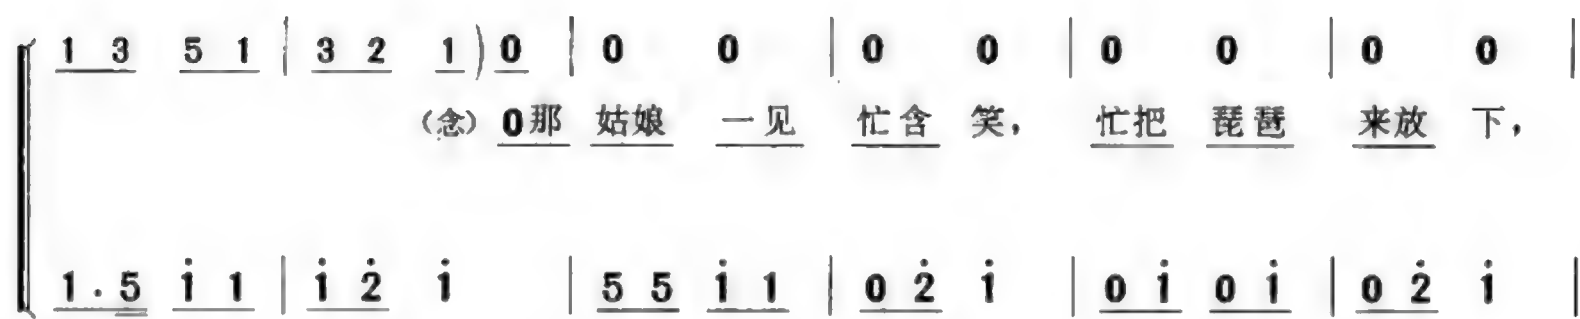 1 3 5 1 | 3 2 1) 0 | 0 0 | 0 0 | 0 0 | 0 0 |
(念) 0那 姑娘 一见 忙含 笑， 忙把 琵琶 来放 下，
1·5 i 1 | i 2̇ i | 5 5 i 1 | 0 2̇ i | 0 i 0 i | 0 2̇ i |